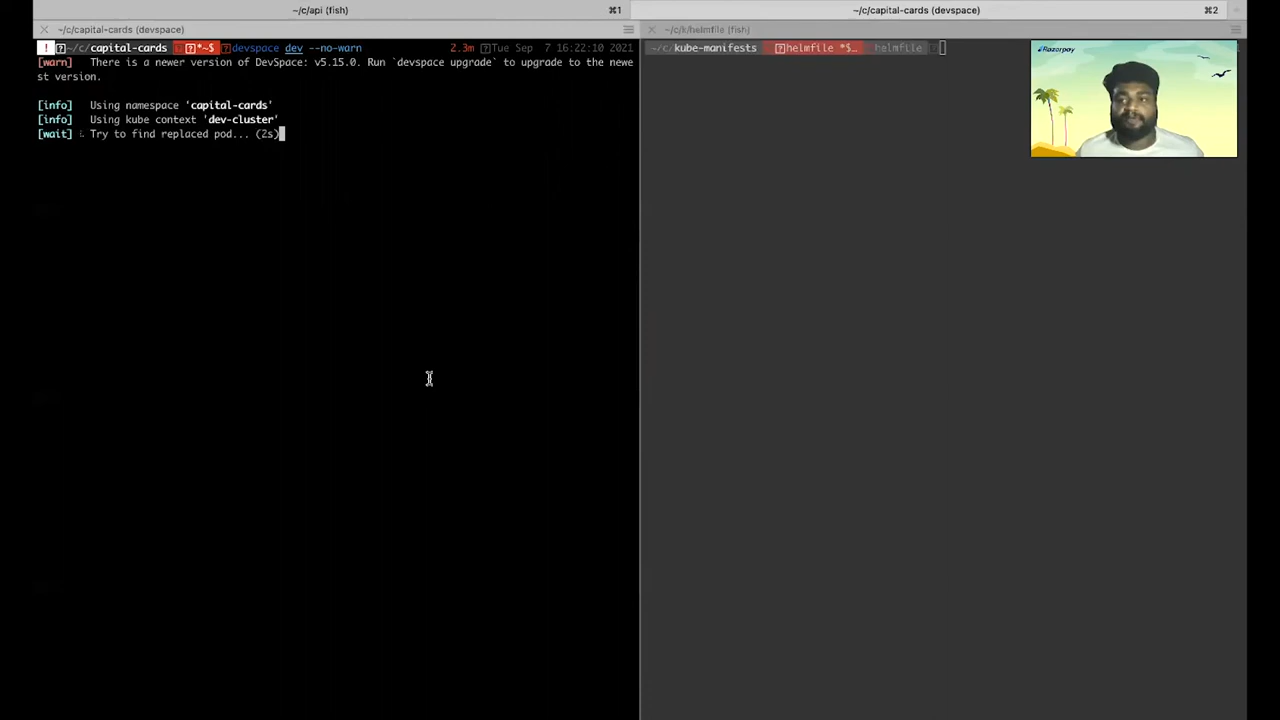 ~/c/api (fish) ⌘1 ~/c/capital-cards (devspace) ⌘2
~/c/capital-cards (devspace)
~/c/capital-cards *~$ devspace dev --no-warn 2.3m Tue Sep 7 16:22:10 2021
[warn] There is a newer version of DevSpace: v5.15.0. Run `devspace upgrade` to upgrade to the newe
st version.
[info] Using namespace 'capital-cards'
[info] Using kube context 'dev-cluster'
[wait] Try to find replaced pod... (2s)
~/c/k/helmfile (fish)
~/c/kube-manifests helmfile *$… helmfile
Razorpay